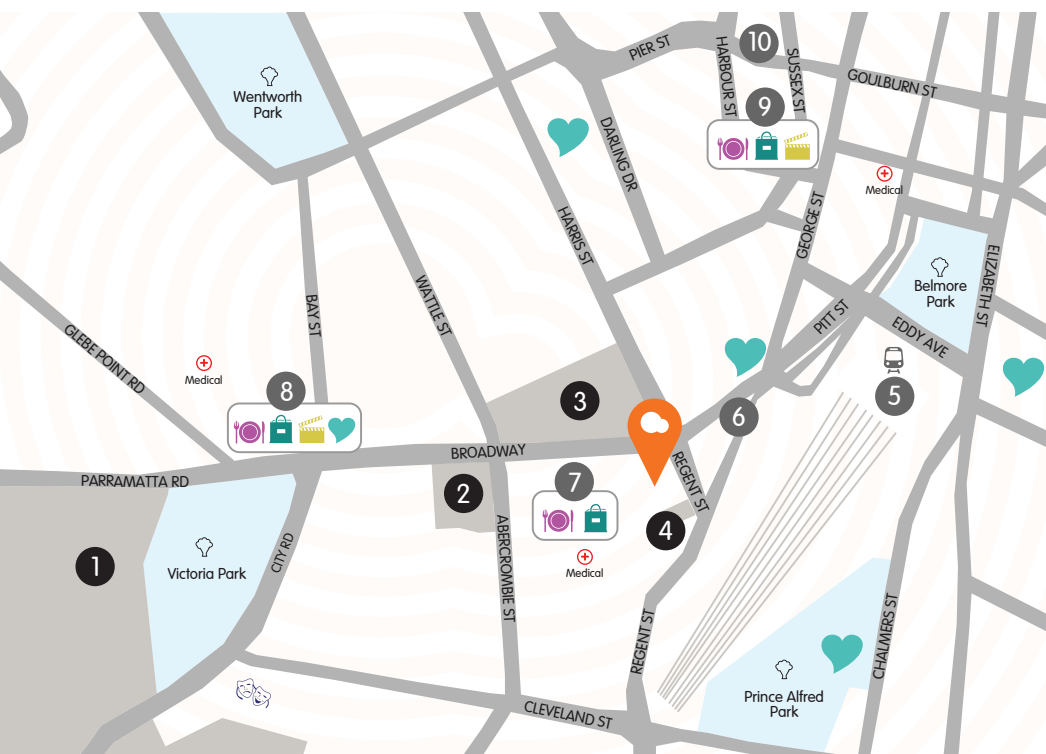 PIER ST
HARBOUR ST
10
SUSSEX ST
GOULBURN ST
Wentworth
Park
9
DARLING DR
Medical
HARRIS ST
GEORGE ST
ELIZABETH ST
Belmore
Park
WATTLE ST
BAY ST
PITT ST
EDDY AVE
GLEBE POINT RD
Medical
8
3
5
6
BROADWAY
PARRAMATTA RD
REGENT ST
7
2
4
CITY RD
ABERCROMBIE ST
1
Victoria Park
Medical
REGENT ST
CHALMERS ST
Prince Alfred
Park
CLEVELAND ST